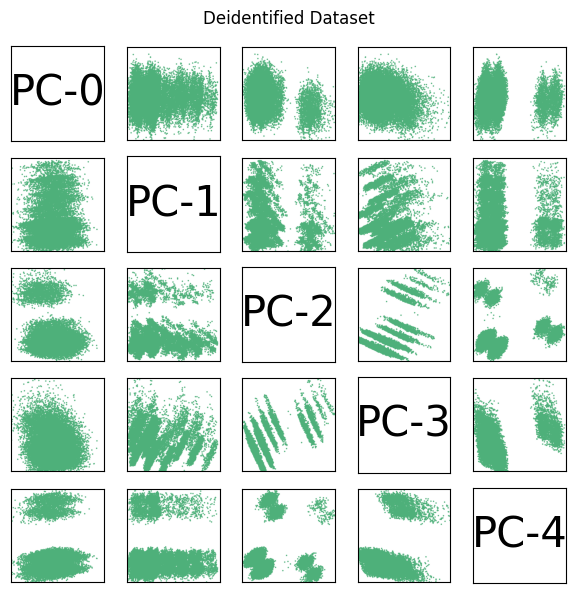 Deidentified Dataset
PC-0
PC-1
PC-2
PC-3
PC-4